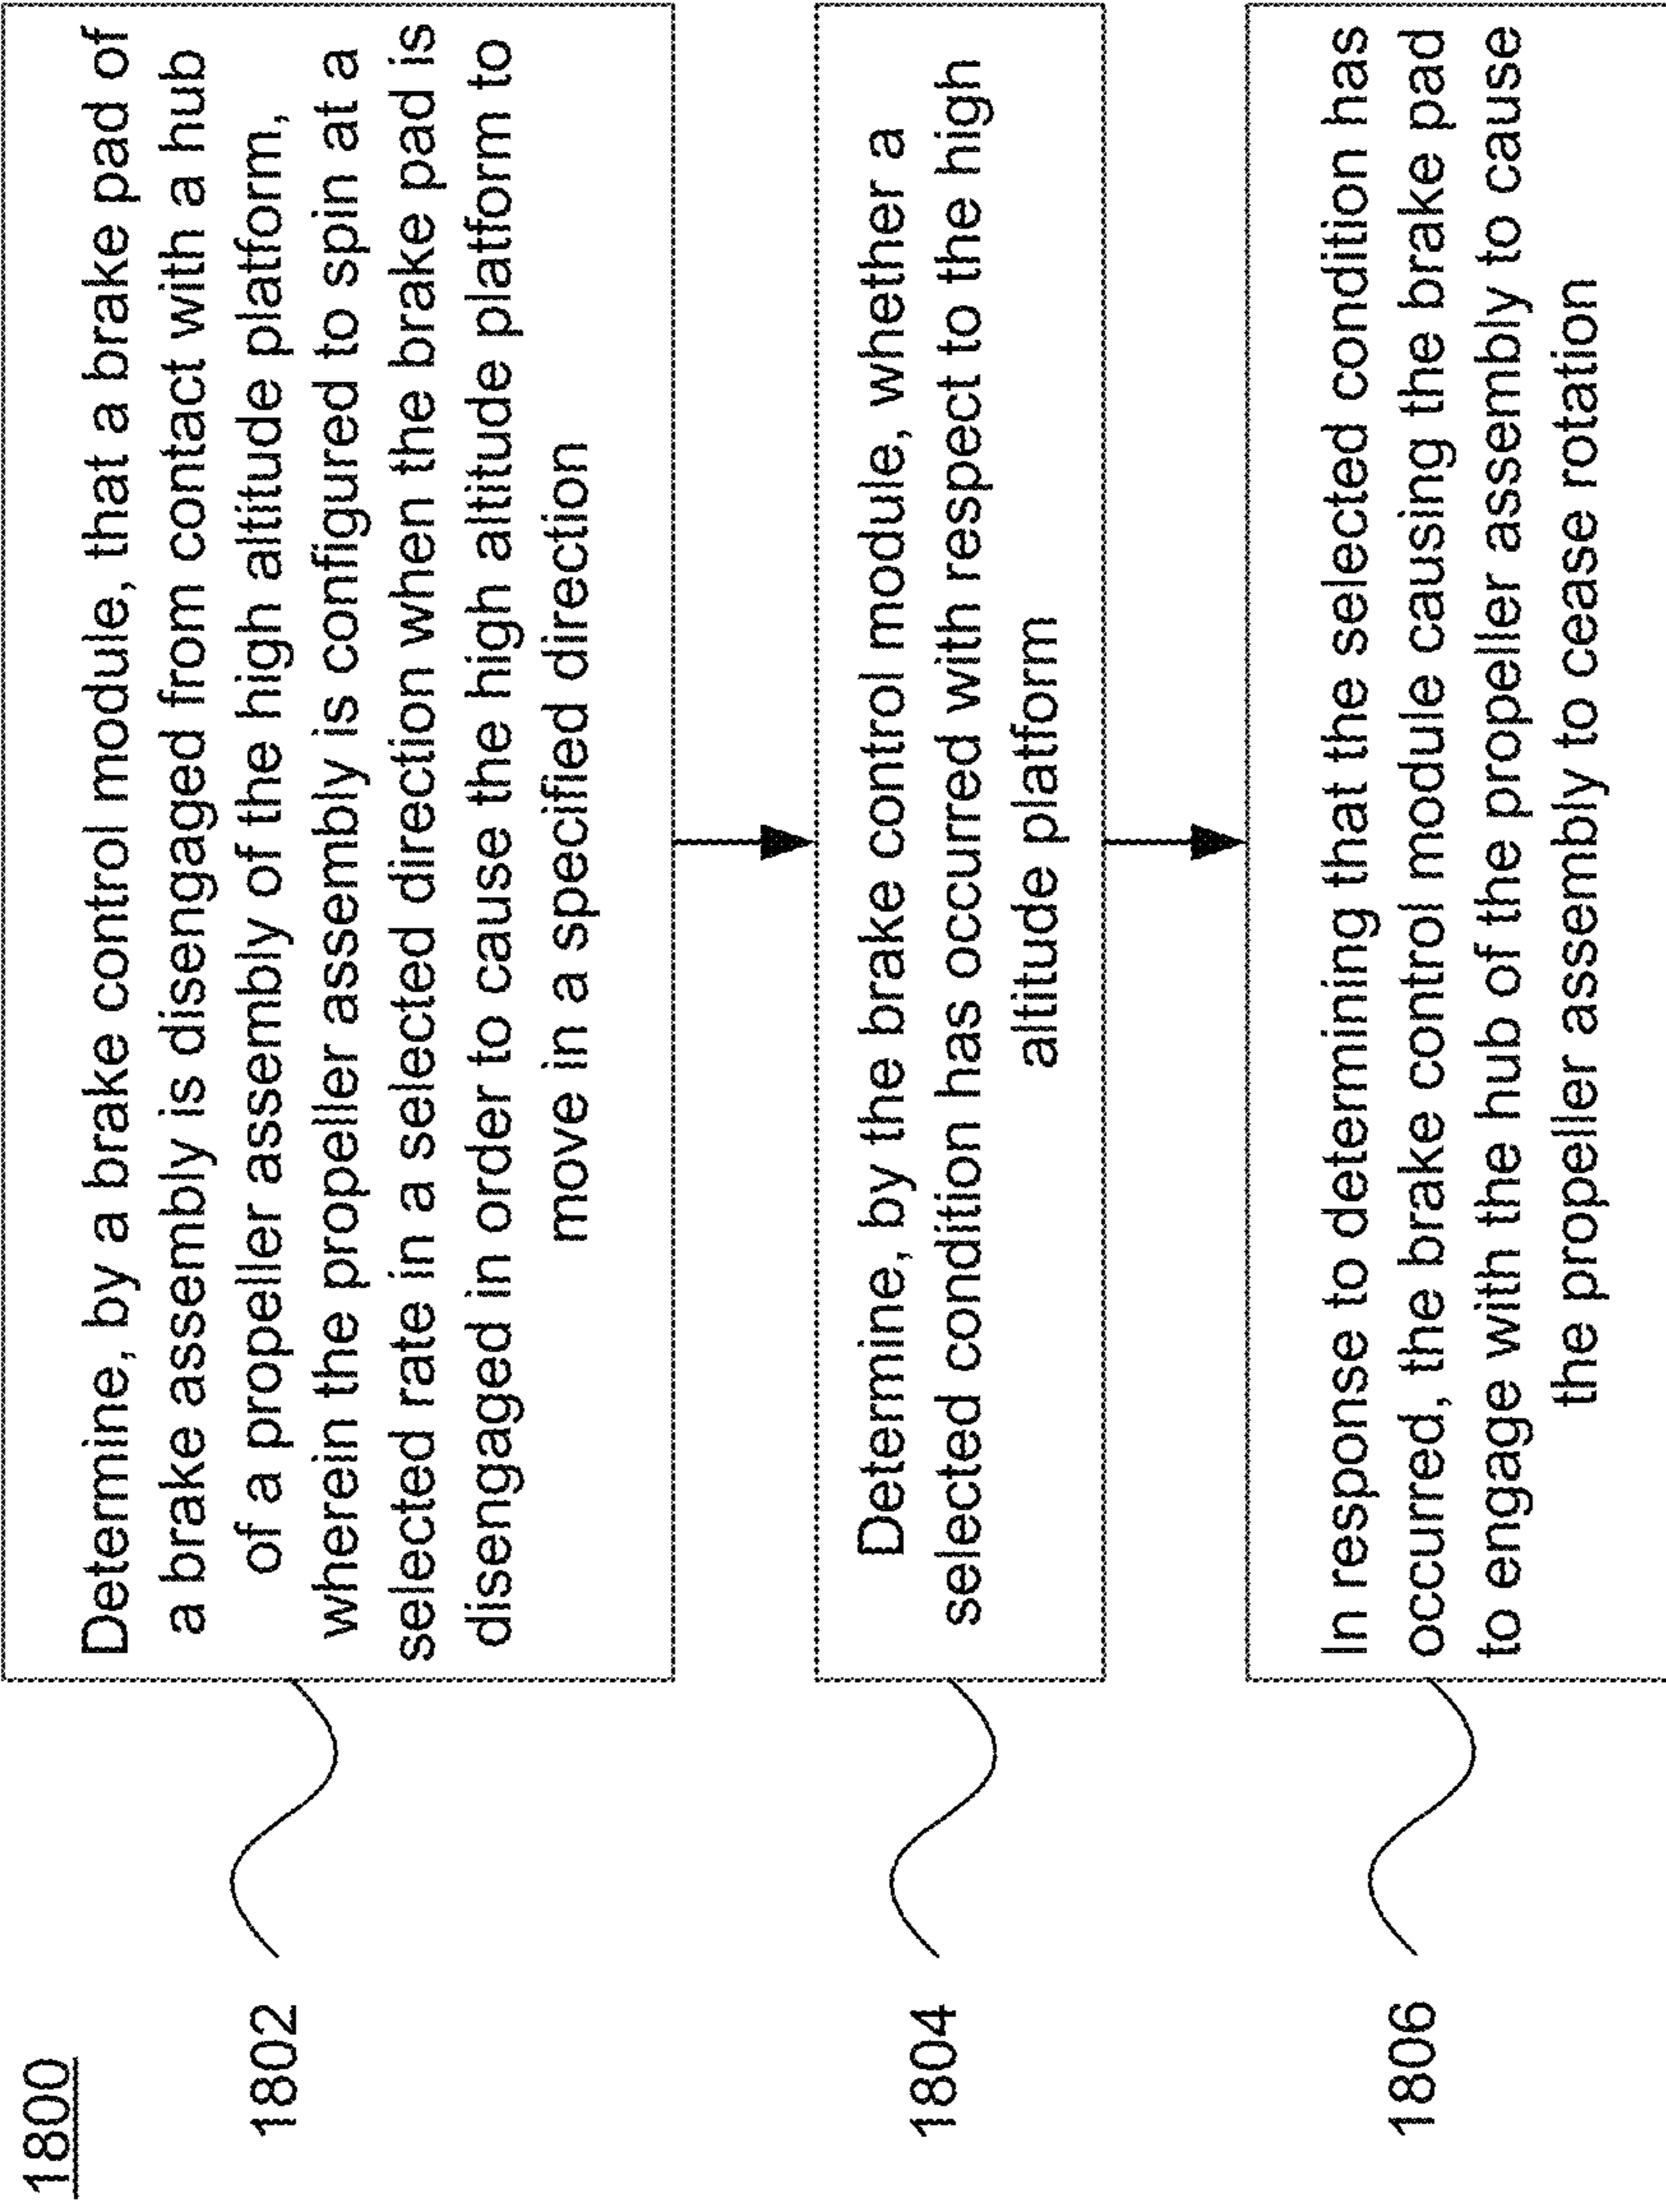 1800
1802
Determine, by a brake control module, that a brake pad of
a brake assembly is disengaged from contact with a hub
of a propeller assembly of the high altitude platform,
wherein the propeller assembly is configured to spin at a
selected rate in a selected direction when the brake pad is
disengaged in order to cause the high altitude platform to
move in a specified direction
1804
Determine, by the brake control module, whether a
selected condition has occurred with respect to the high
altitude platform
1806
In response to determining that the selected condition has
occurred, the brake control module causing the brake pad
to engage with the hub of the propeller assembly to cause
the propeller assembly to cease rotation